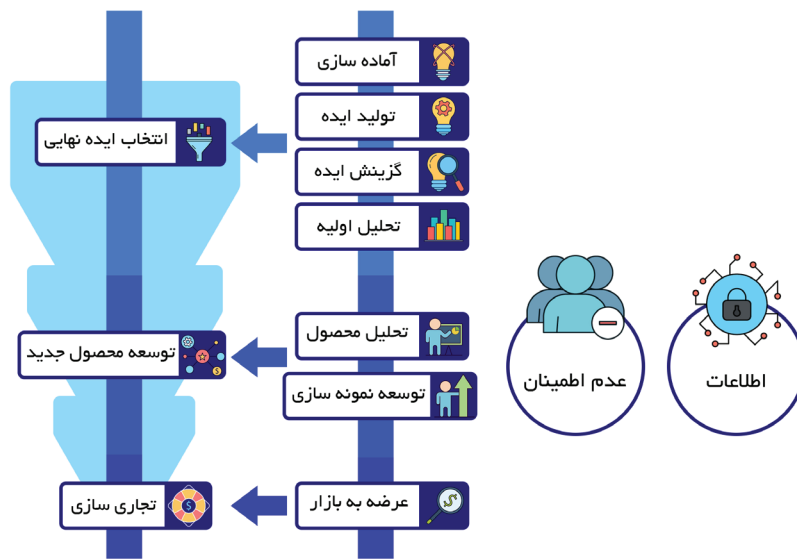 آماده سازی
تولید ایده
گزینش ایده
تحلیل اولیه
انتخاب ایده نهایی
تحلیل محصول
توسعه نمونه سازی
توسعه محصول جدید
عرضه به بازار
تجاری سازی
اطلاعات
عدم اطمینان